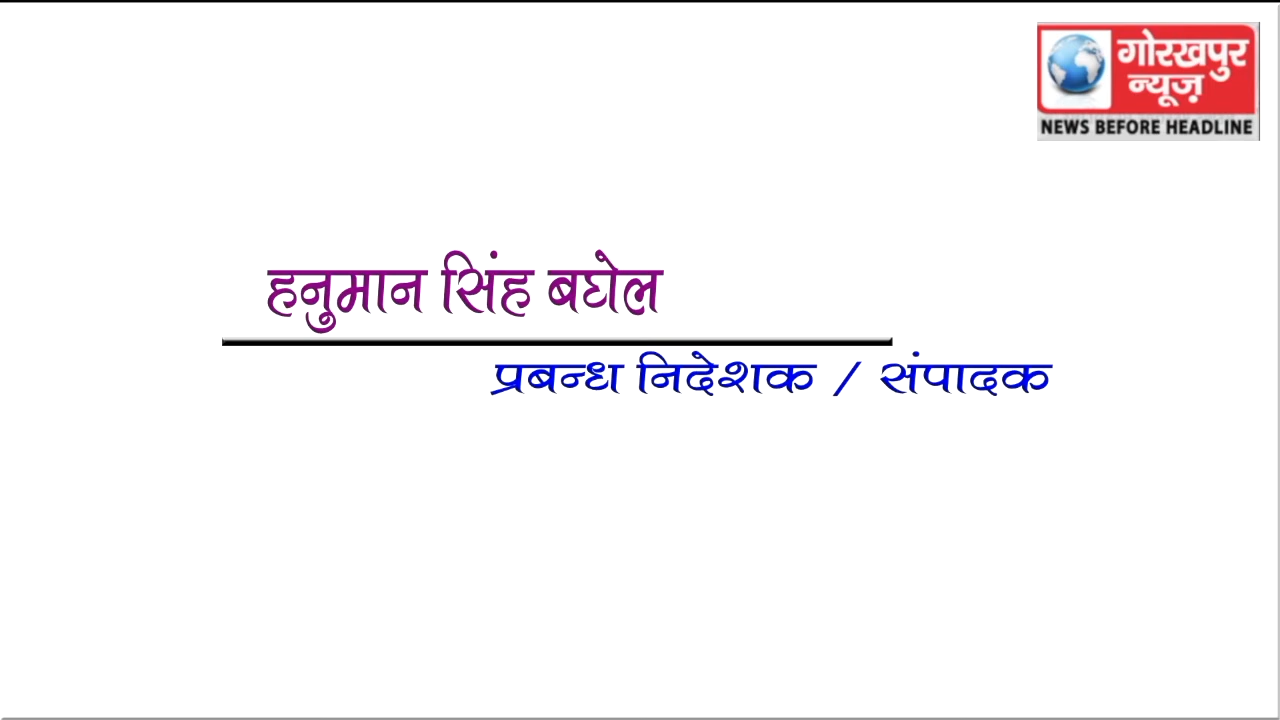 गोरखपुर
न्यूज़
NEWS BEFORE HEADLINE
हनुमान सिंह बघेल
प्रबन्ध निदेशक / संपादक